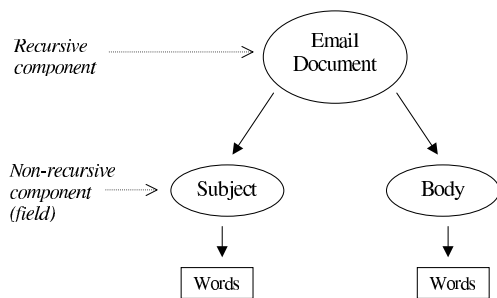 Recursive
component
Email
Document
Non-recursive
component
(field)
Subject
Body
Words
Words